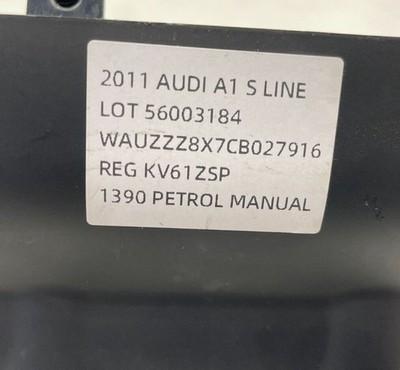 2011 AUDI A1 S LINE
LOT 56003184
WAUZZZ8X7CB027916
REG KV61ZSP
1390 PETROL MANUAL